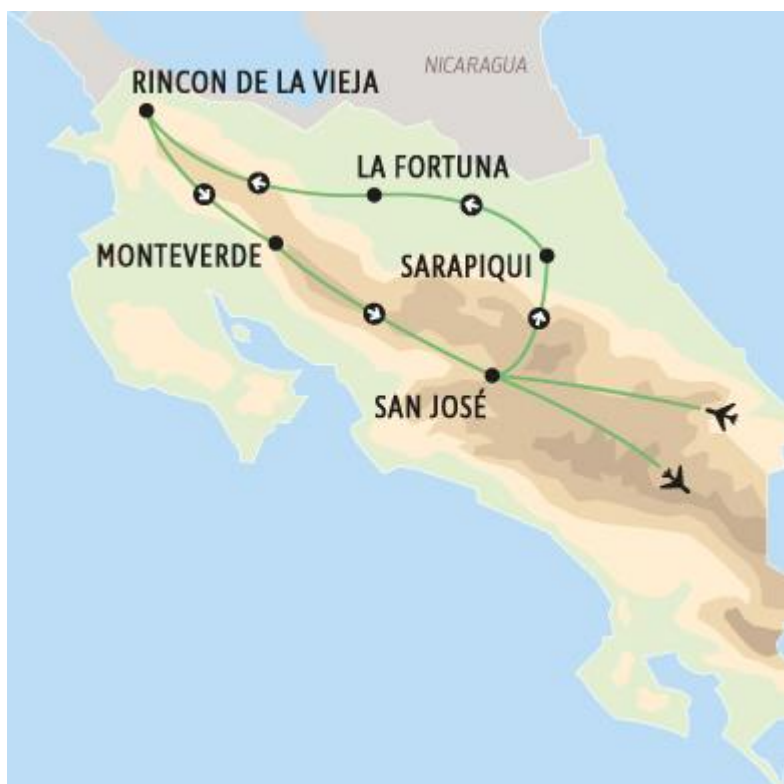 NICARAGUA
RINCON DE LA VIEJA
LA FORTUNA
MONTEVERDE
SARAPIQUI
SAN JOSÉ